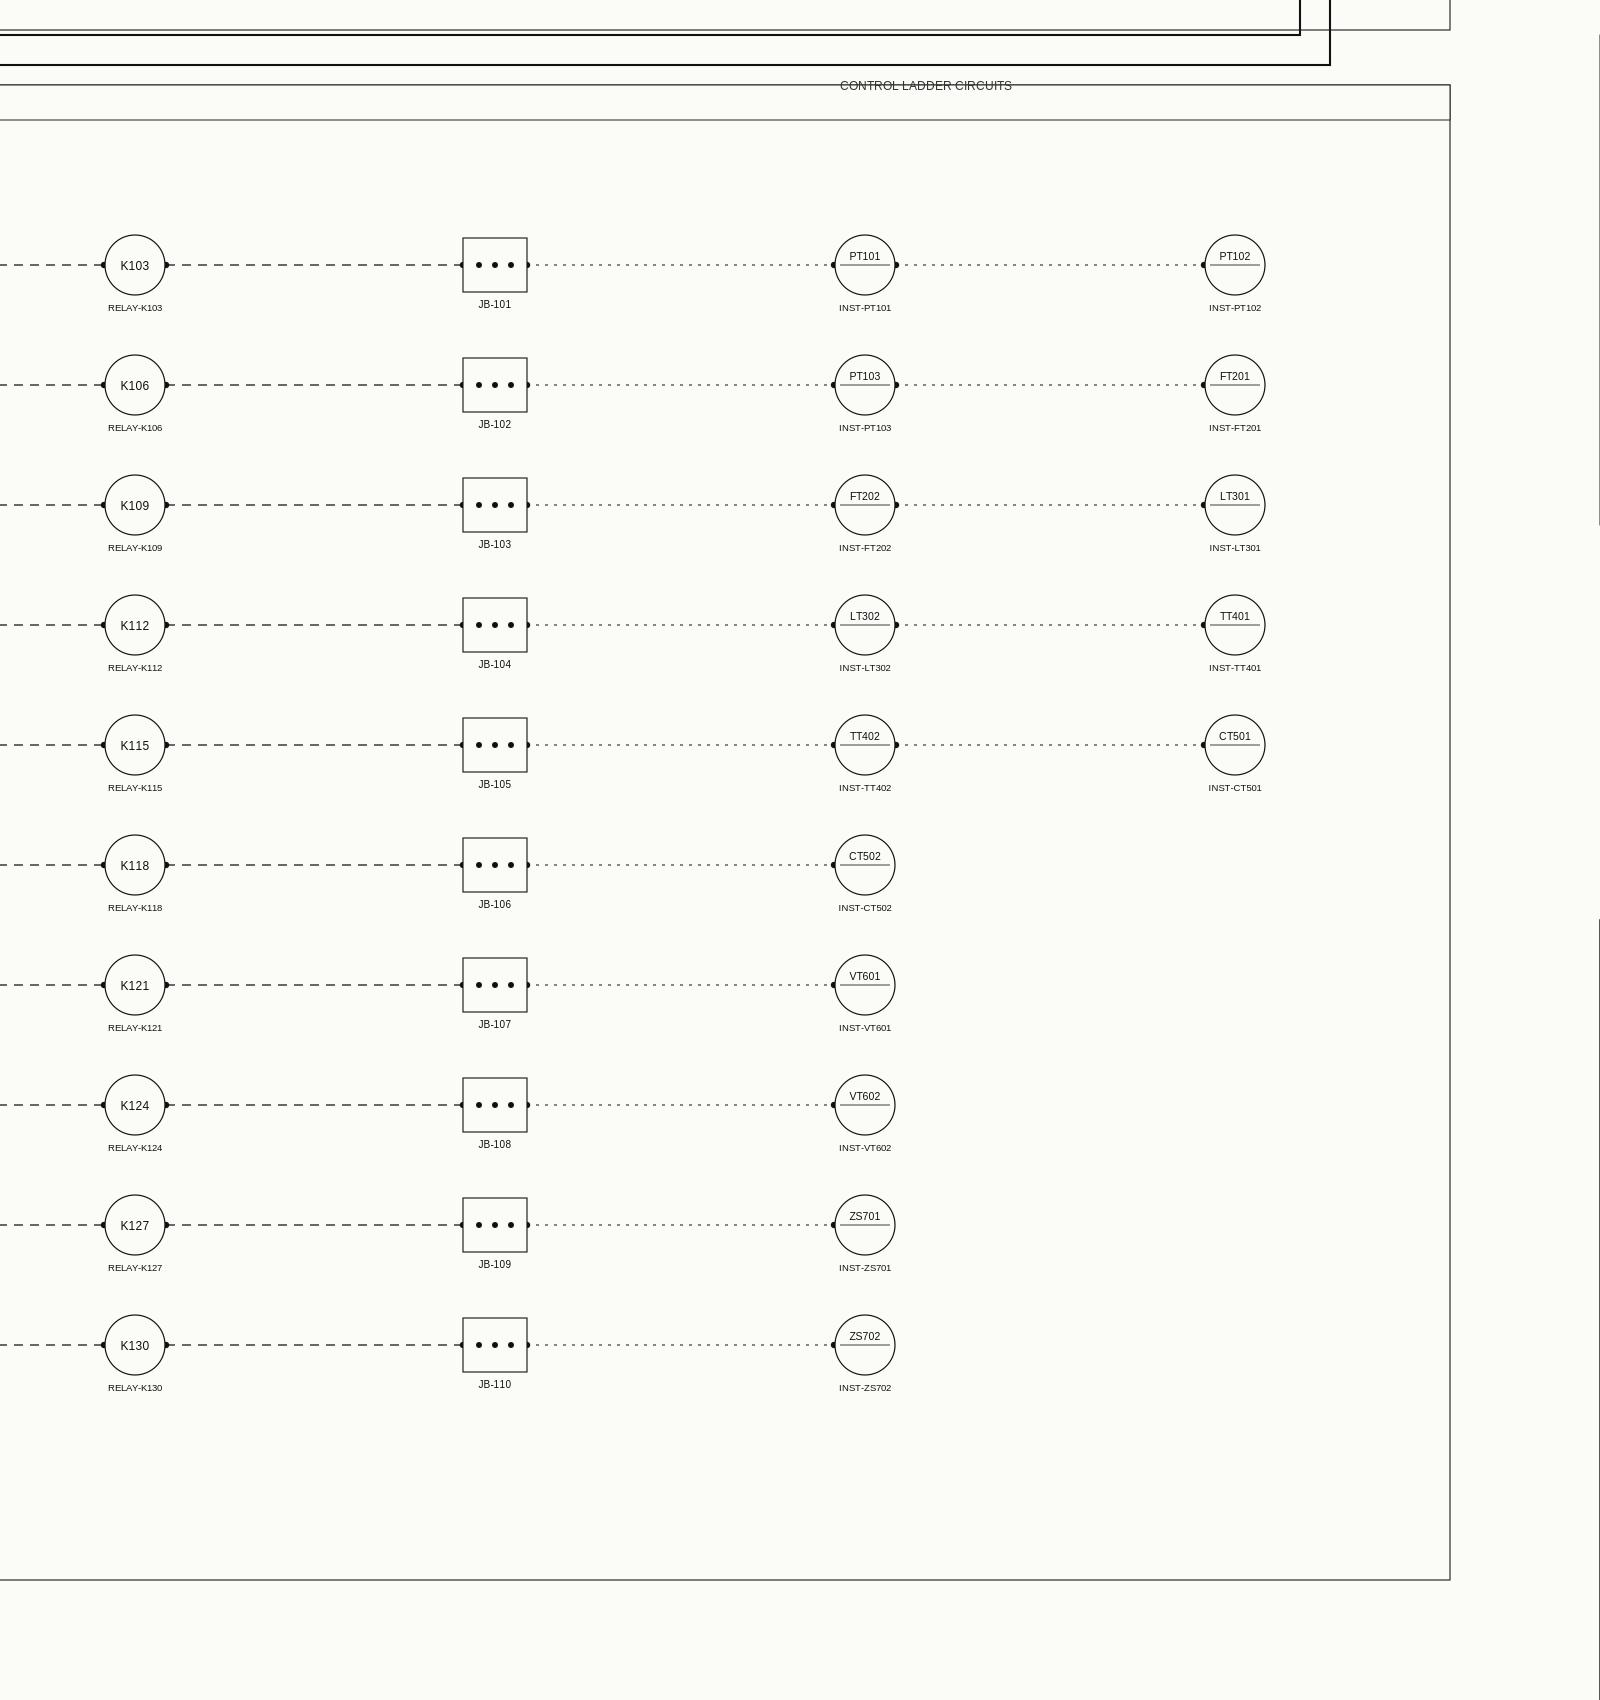 CONTROL LADDER CIRCUITS
K103 PT101 PT102
RELAY-K103 JB-101 INST-PT101 INST-PT102
K106 PT103 FT201
RELAY-K106 JB-102 INST-PT103 INST-FT201
K109 FT202 LT301
RELAY-K109 JB-103 INST-FT202 INST-LT301
K112 LT302 TT401
RELAY-K112 JB-104 INST-LT302 INST-TT401
K115 TT402 CT501
RELAY-K115 JB-105 INST-TT402 INST-CT501
K118 CT502
RELAY-K118 JB-106 INST-CT502
K121 VT601
RELAY-K121 JB-107 INST-VT601
K124 VT602
RELAY-K124 JB-108 INST-VT602
K127 ZS701
RELAY-K127 JB-109 INST-ZS701
K130 ZS702
RELAY-K130 JB-110 INST-ZS702